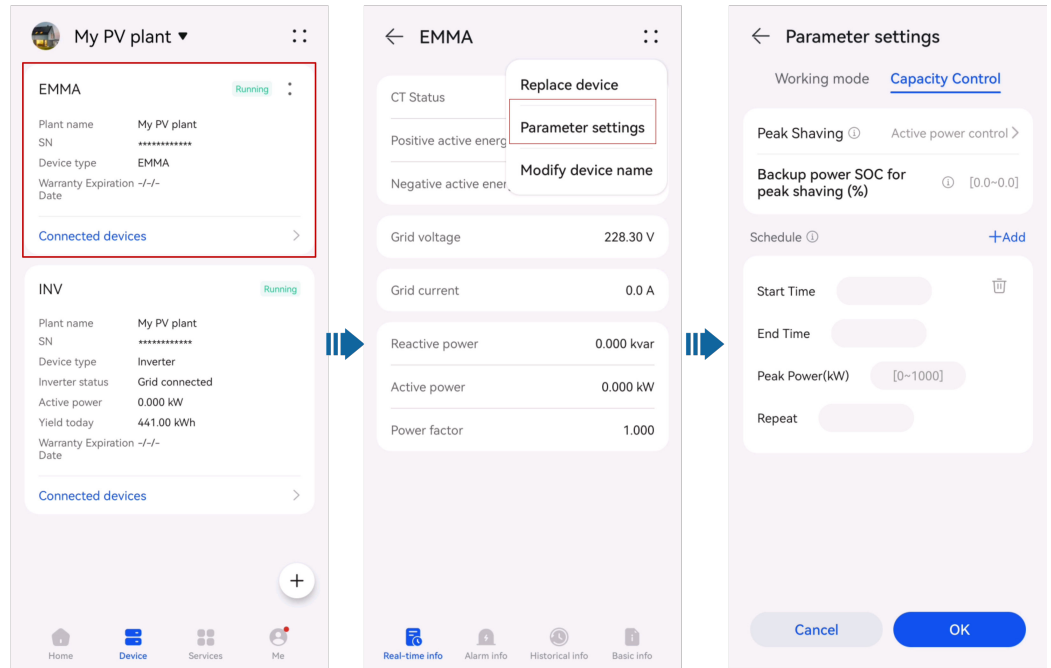 My PV plant
EMMA
Running
Plant name My PV plant
SN ************
Device type EMMA
Warranty Expiration -/-/-
Date
Connected devices
INV
Running
Plant name My PV plant
SN ************
Device type Inverter
Inverter status Grid connected
Active power 0.000 kW
Yield today 441.00 kWh
Warranty Expiration -/-/-
Date
Connected devices
Home Device Services Me
EMMA
CT Status
Positive active energ
Negative active ener
Replace device
Parameter settings
Modify device name
Grid voltage 228.30 V
Grid current 0.0 A
Reactive power 0.000 kvar
Active power 0.000 kW
Power factor 1.000
Real-time info Alarm info Historical info Basic info
Parameter settings
Working mode Capacity Control
Peak Shaving Active power control
Backup power SOC for
peak shaving (%) [0.0~0.0]
Schedule +Add
Start Time
End Time
Peak Power(kW) [0~1000]
Repeat
Cancel OK